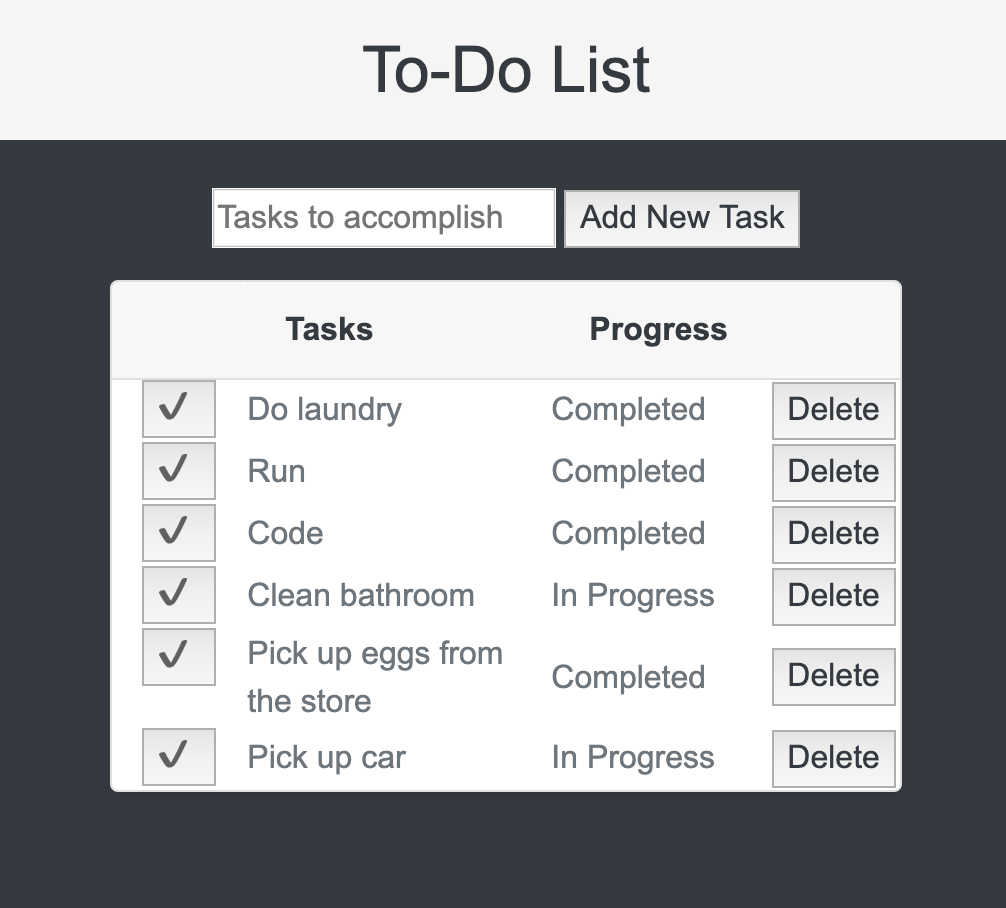 To-Do List
Tasks to accomplish Add New Task
Tasks Progress
✔ Do laundry Completed Delete
✔ Run Completed Delete
✔ Code Completed Delete
✔ Clean bathroom In Progress Delete
✔ Pick up eggs from
the store Completed Delete
✔ Pick up car In Progress Delete